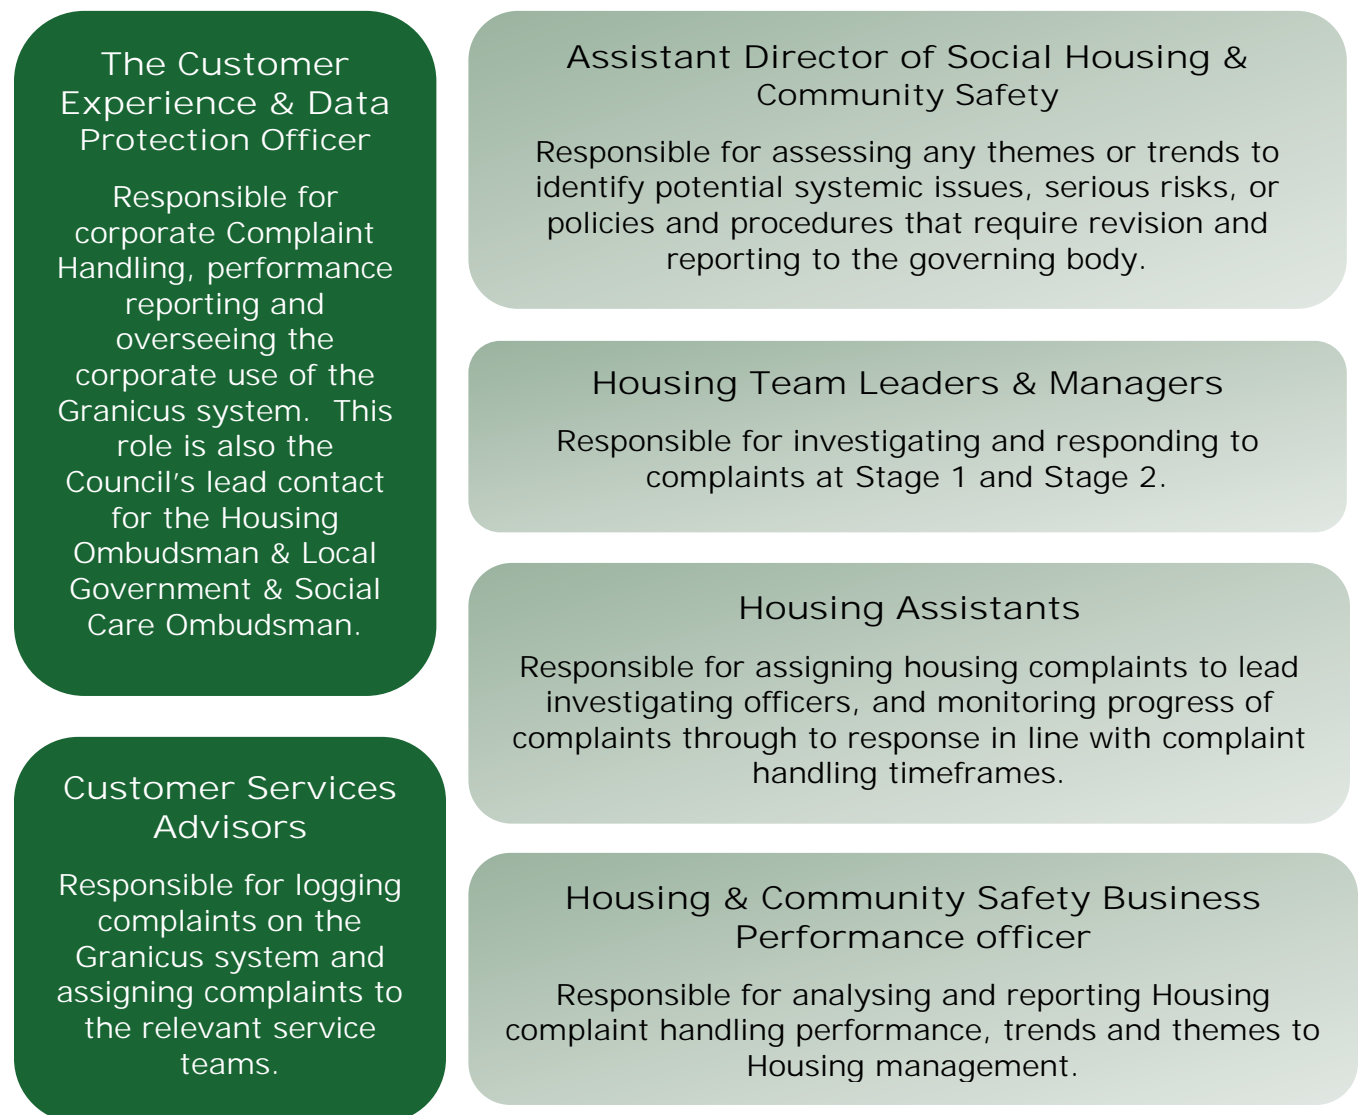 The Customer
Experience & Data
Protection Officer
Responsible for
corporate Complaint
Handling, performance
reporting and
overseeing the
corporate use of the
Granicus system.  This
role is also the
Council’s lead contact
for the Housing
Ombudsman & Local
Government & Social
Care Ombudsman.
Customer Services
Advisors
Responsible for logging
complaints on the
Granicus system and
assigning complaints to
the relevant service
teams.
Assistant Director of Social Housing &
Community Safety
Responsible for assessing any themes or trends to
identify potential systemic issues, serious risks, or
policies and procedures that require revision and
reporting to the governing body.
Housing Team Leaders & Managers
Responsible for investigating and responding to
complaints at Stage 1 and Stage 2.
Housing Assistants
Responsible for assigning housing complaints to lead
investigating officers, and monitoring progress of
complaints through to response in line with complaint
handling timeframes.
Housing & Community Safety Business
Performance officer
Responsible for analysing and reporting Housing
complaint handling performance, trends and themes to
Housing management.